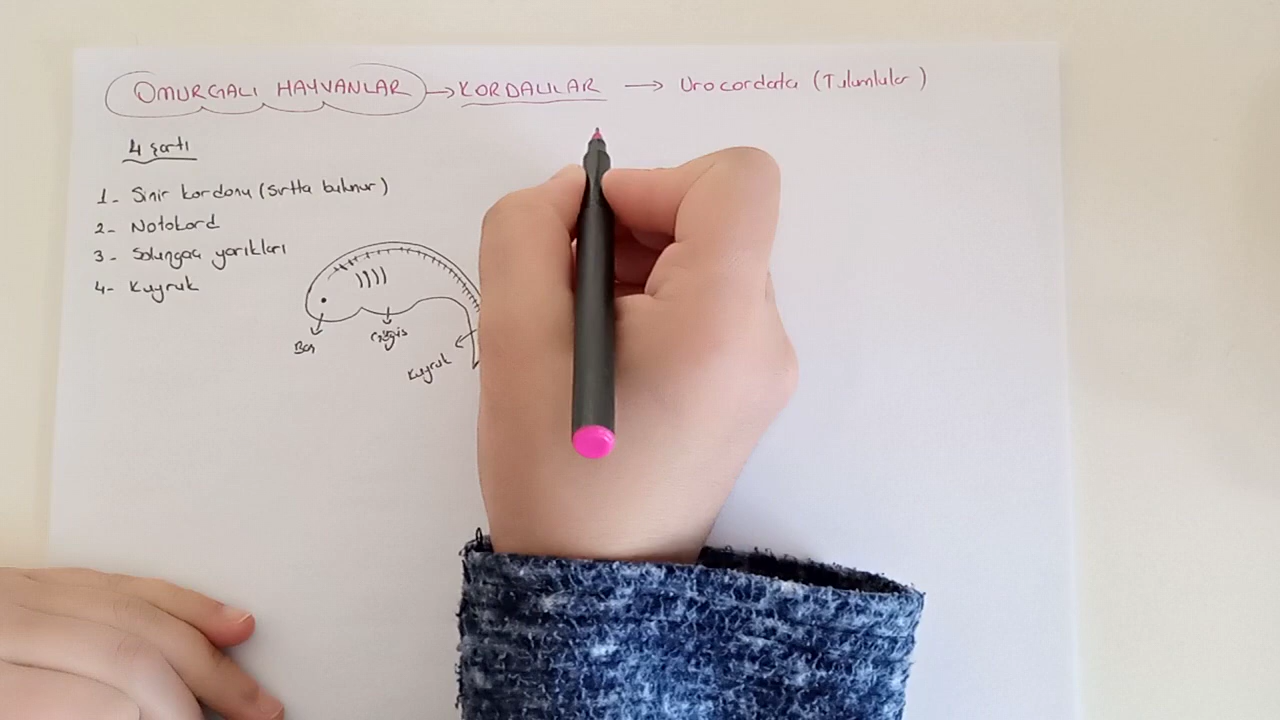 OMURGALI HAYVANLAR → KORDALILAR → Urocordata (Tulumlular)
4 şartı
1- Sinir kordonu (sırtta bulunur)
2- Notokord
3- Solungaç yarıkları
4- Kuyruk
Baş
Göğüs
Kuyruk